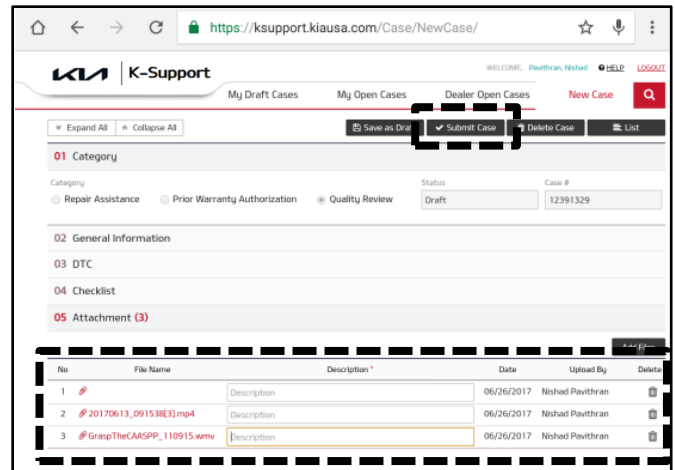 https://ksupport.kiausa.com/Case/NewCase/
KIA K-Support
WELCOME, Pavithran, Nishad HELP LOGOUT
My Draft Cases My Open Cases Dealer Open Cases New Case
Expand All Collapse All Save as Draf Submit Case Delete Case List
01 Category
Category Status Case #
Repair Assistance Prior Warranty Authorization Quality Review Draft 12391329
02 General Information
03 DTC
04 Checklist
05 Attachment (3)
No File Name Description * Date Upload By Delete
1 Description 06/26/2017 Nishad Pavithran
2 20170613_091538[3].mp4 Description 06/26/2017 Nishad Pavithran
3 GraspTheCAASPP_110915.wmv Description 06/26/2017 Nishad Pavithran